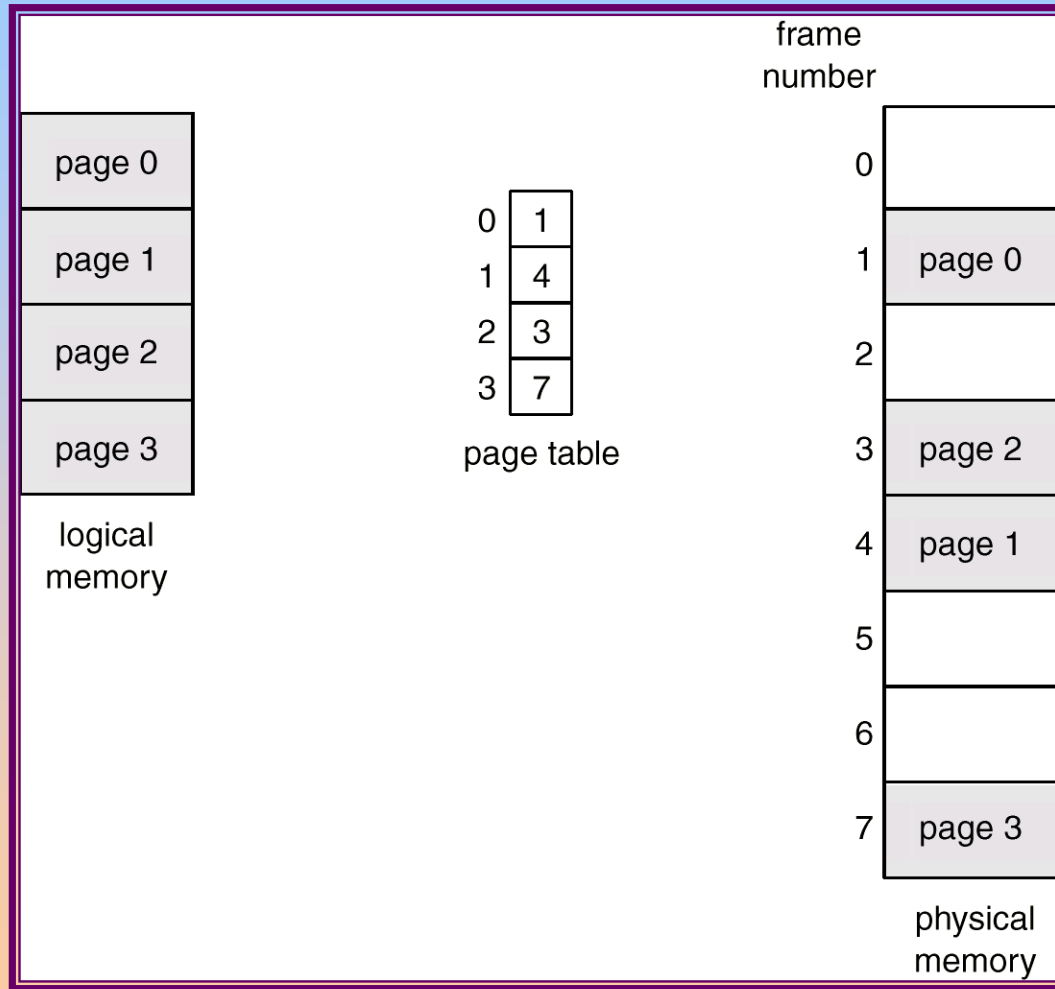 frame
number
page 0
page 1
page 2
page 3
logical
memory
0 1
1 4
2 3
3 7
page table
0
1 page 0
2
3 page 2
4 page 1
5
6
7 page 3
physical
memory